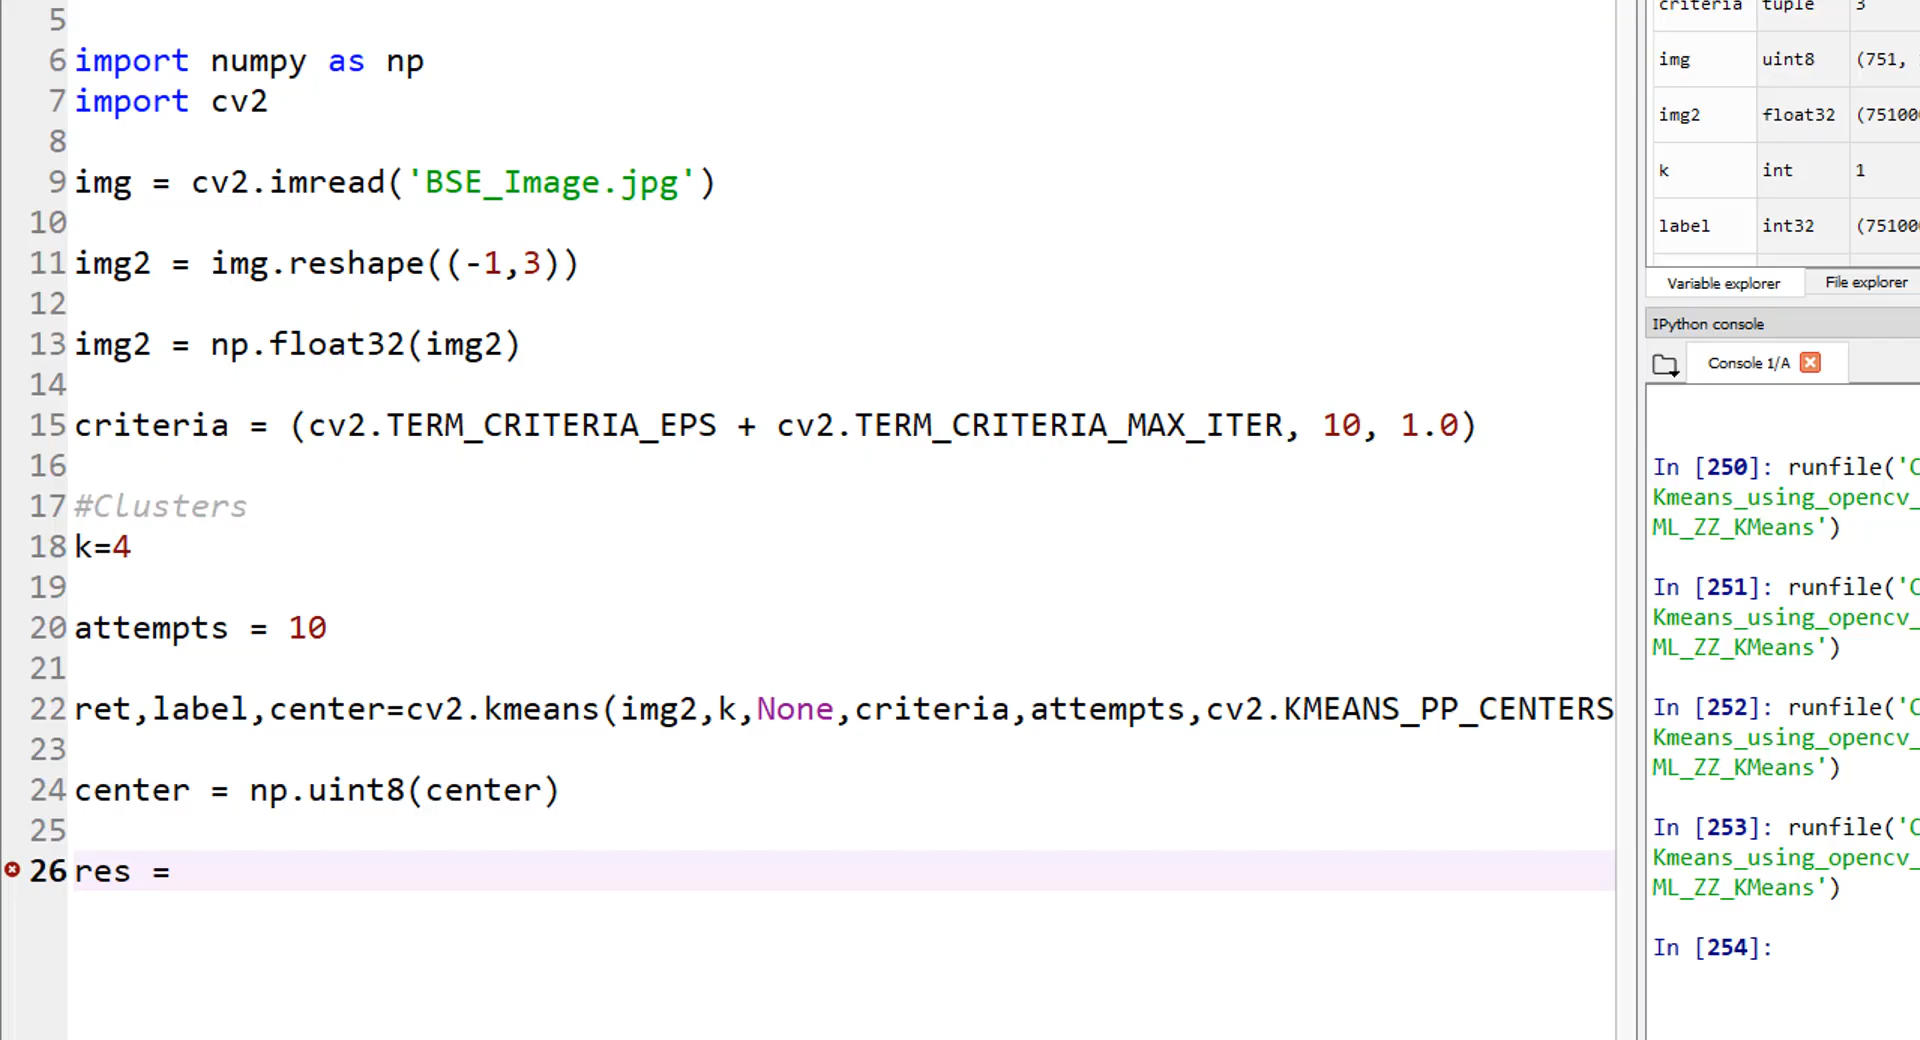 5
6 import numpy as np
7 import cv2
8
9 img = cv2.imread('BSE_Image.jpg')
10
11 img2 = img.reshape((-1,3))
12
13 img2 = np.float32(img2)
14
15 criteria = (cv2.TERM_CRITERIA_EPS + cv2.TERM_CRITERIA_MAX_ITER, 10, 1.0)
16
17 #Clusters
18 k=4
19
20 attempts = 10
21
22 ret,label,center=cv2.kmeans(img2,k,None,criteria,attempts,cv2.KMEANS_PP_CENTERS
23
24 center = np.uint8(center)
25
26 res =
criteria tuple 3
img uint8 (751,
img2 float32 (75100
k int 1
label int32 (75100
Variable explorer File explorer
IPython console
Console 1/A
In [250]: runfile('C
Kmeans_using_opencv_
ML_ZZ_KMeans')
In [251]: runfile('C
Kmeans_using_opencv_
ML_ZZ_KMeans')
In [252]: runfile('C
Kmeans_using_opencv_
ML_ZZ_KMeans')
In [253]: runfile('C
Kmeans_using_opencv_
ML_ZZ_KMeans')
In [254]: